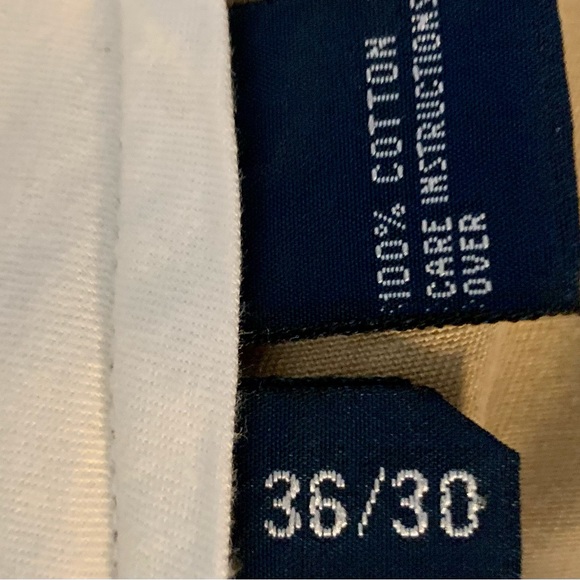 100% COTTON
CARE INSTRUCTIONS
OVER
36/30